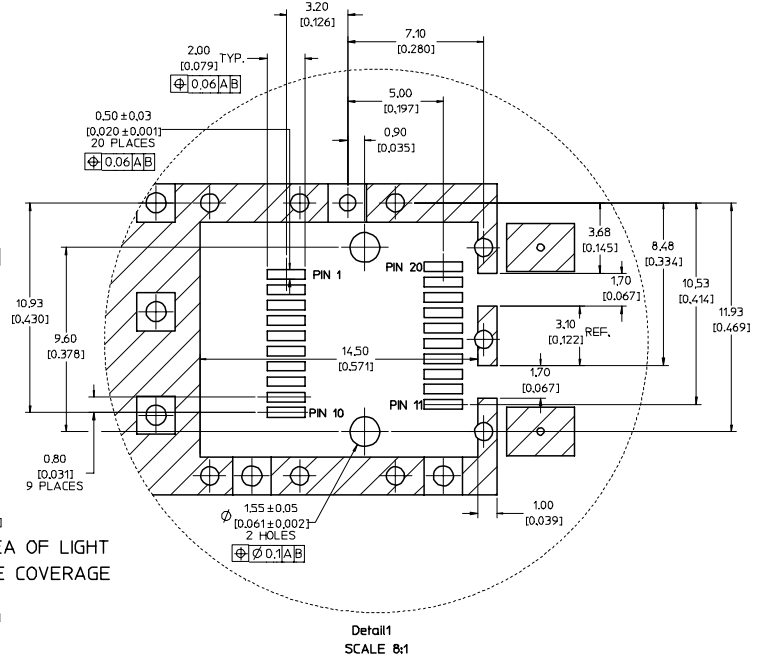 3.20
[0.126]
7.10
[0.280]
2.00
[0.079] TYP.
⌖ 0.06 A B
5.00
[0.197]
0.50 ±0.03
[0.020 ±0.001]
20 PLACES
⌖ 0.06 A B
0.90
[0.035]
3.68
[0.145]
8.48
[0.334]
PIN 1
PIN 20
10.93
[0.430]
1.70
[0.067]
10.53
[0.414]
11.93
[0.469]
9.60
[0.378]
3.10
[0.122] REF.
14.50
[0.571]
1.70
[0.067]
PIN 10
PIN 11
0.80
[0.031]
9 PLACES
Ø 1.55 ±0.05
[0.061 ±0.002]
2 HOLES
⌖ Ø 0.1 A B
1.00
[0.039]
OF LIGHT
COVERAGE
Detail1
SCALE 8:1